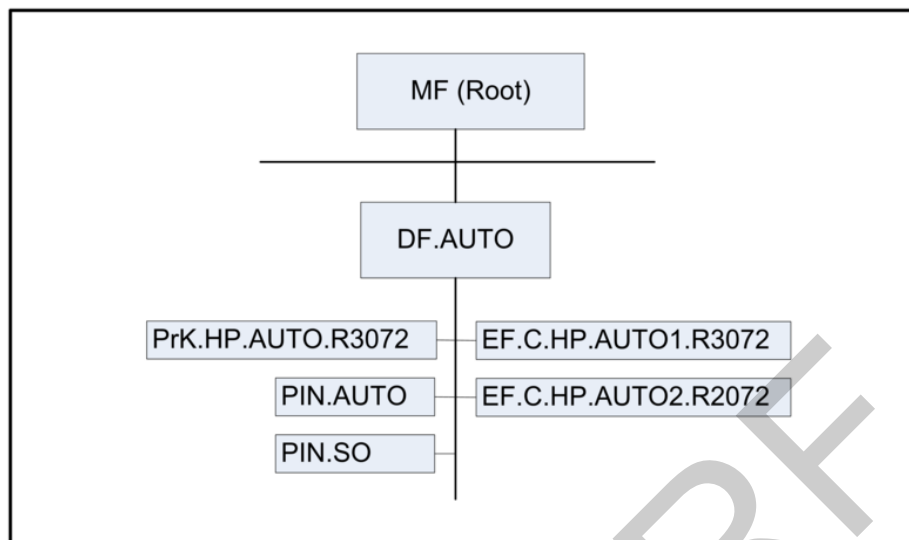 MF (Root)
DF.AUTO
PrK.HP.AUTO.R3072
EF.C.HP.AUTO1.R3072
PIN.AUTO
EF.C.HP.AUTO2.R2072
PIN.SO